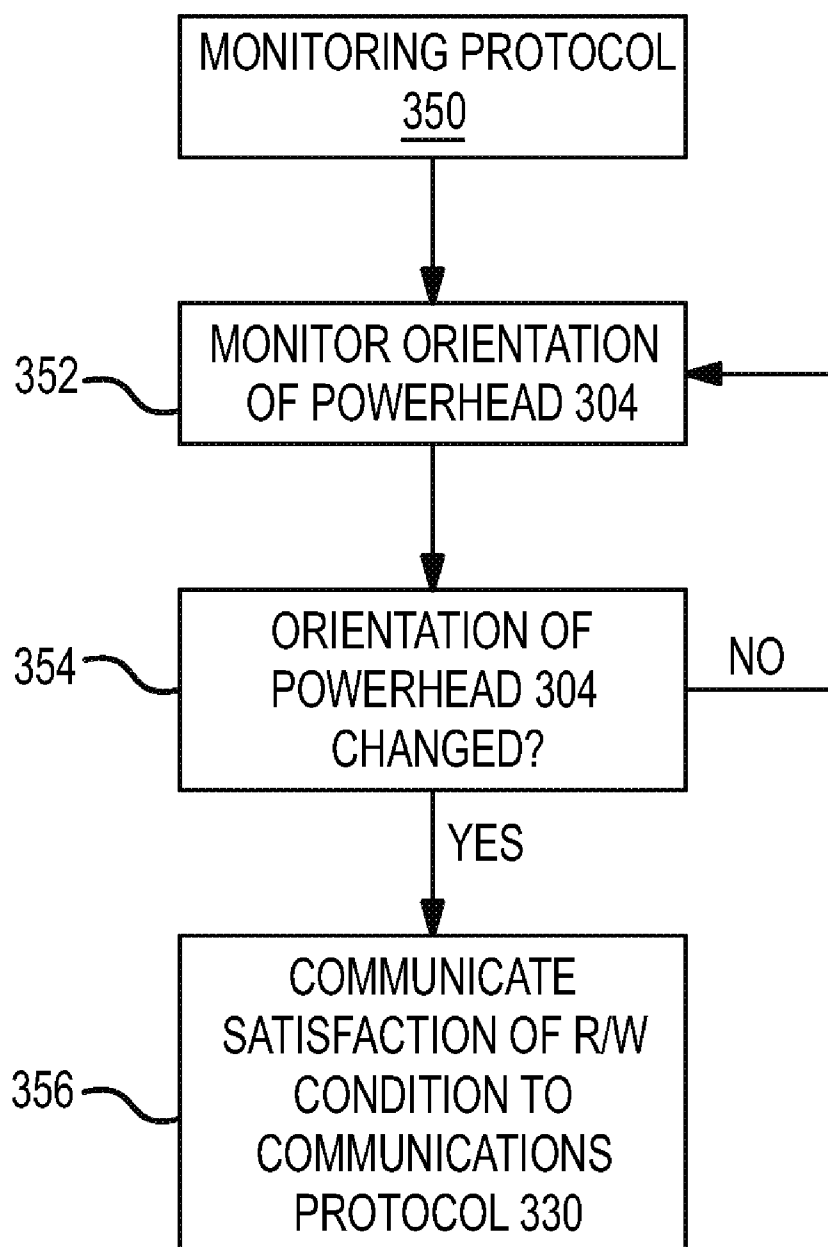 MONITORING PROTOCOL
350
352
MONITOR ORIENTATION
OF POWERHEAD 304
354
ORIENTATION OF
POWERHEAD 304
CHANGED?
NO
YES
356
COMMUNICATE
SATISFACTION OF R/W
CONDITION TO
COMMUNICATIONS
PROTOCOL 330